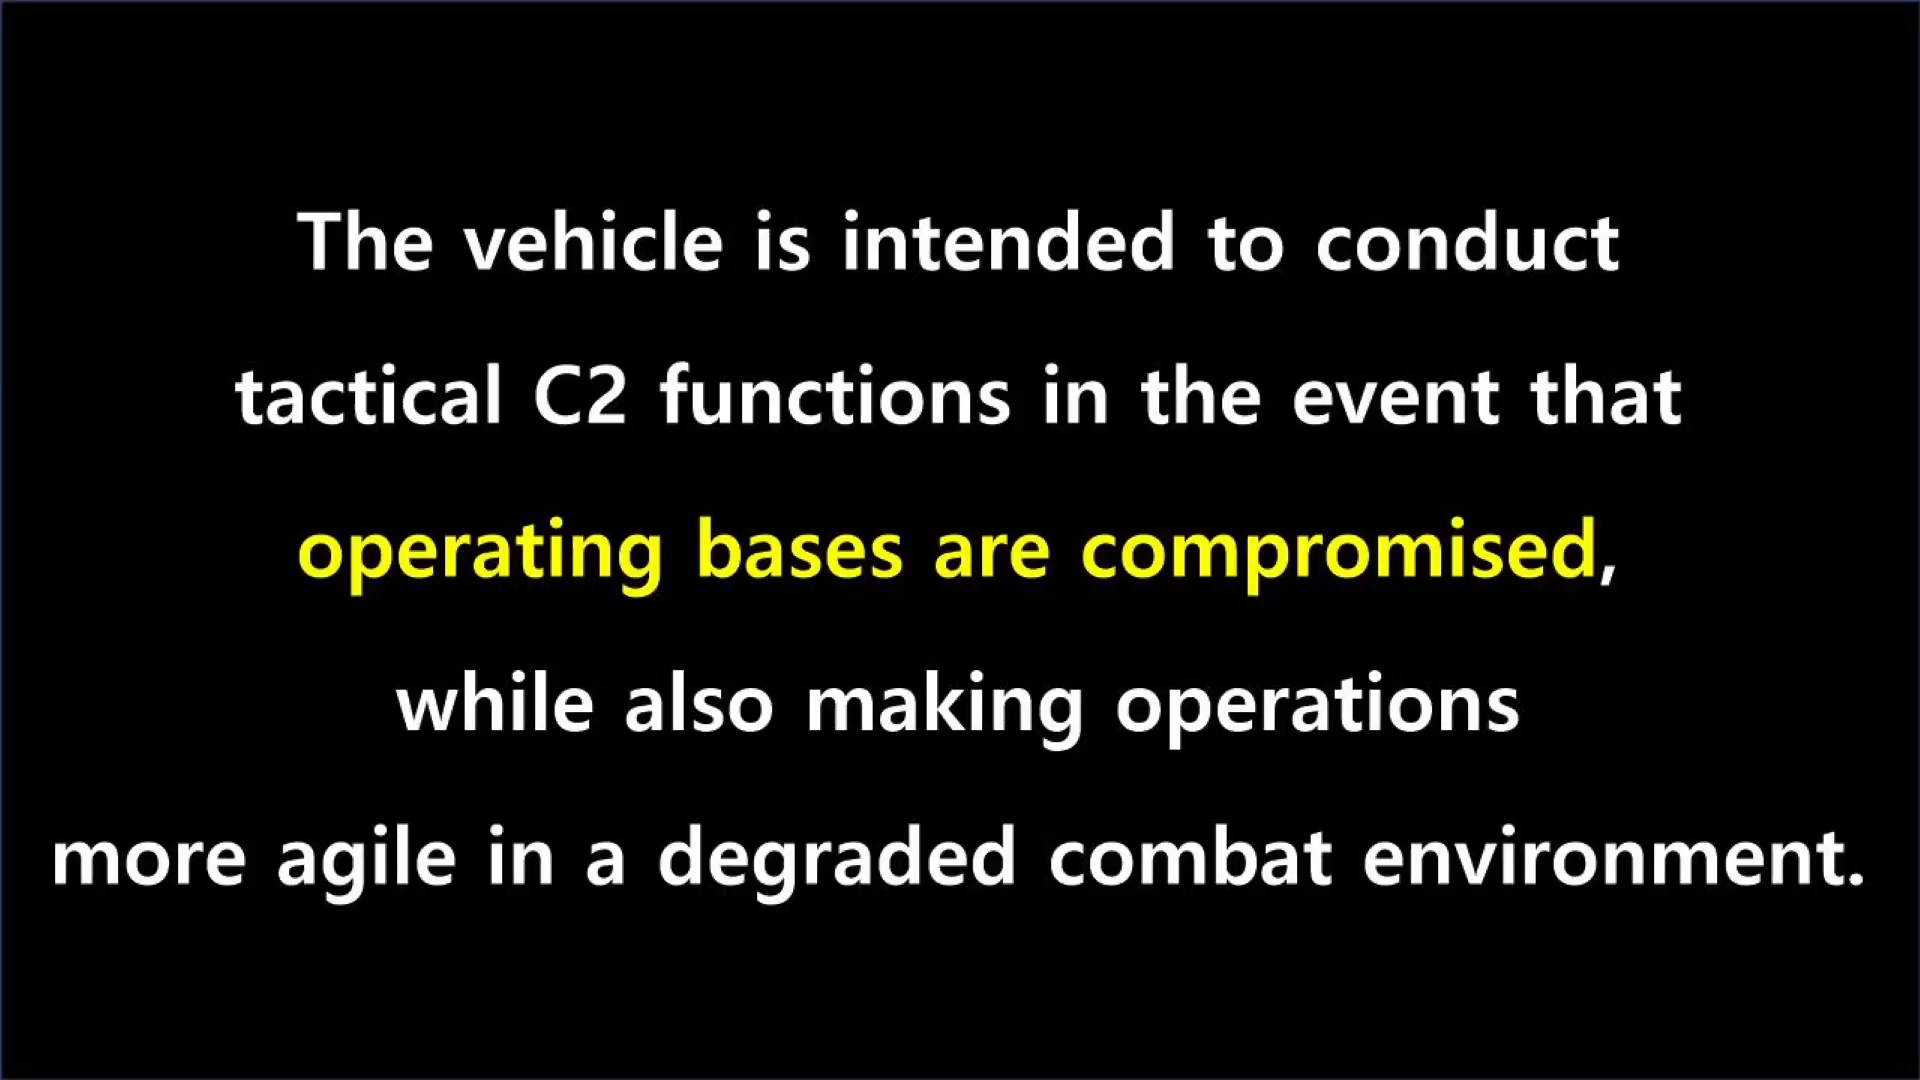 The vehicle is intended to conduct
tactical C2 functions in the event that
operating bases are compromised,
while also making operations
more agile in a degraded combat environment.